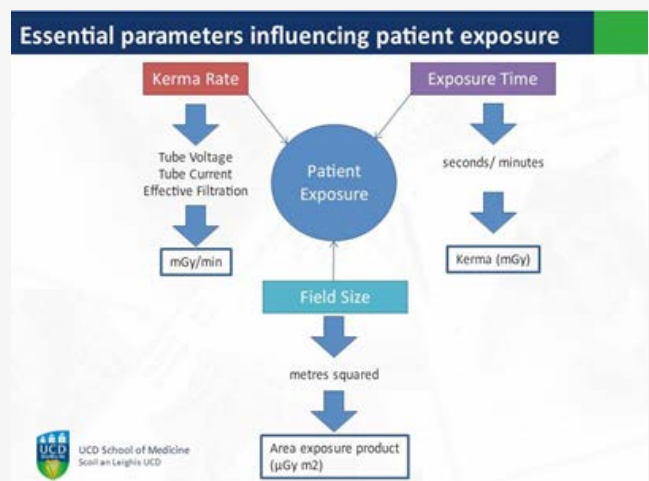 Essential parameters influencing patient exposure
Kerma Rate
Exposure Time
Tube Voltage
Tube Current
Effective Filtration
Patient
Exposure
seconds/ minutes
mGy/min
Kerma (mGy)
Field Size
metres squared
Area exposure product
(μGy m2)
UCD
UCD School of Medicine
Scoil an Leighis UCD